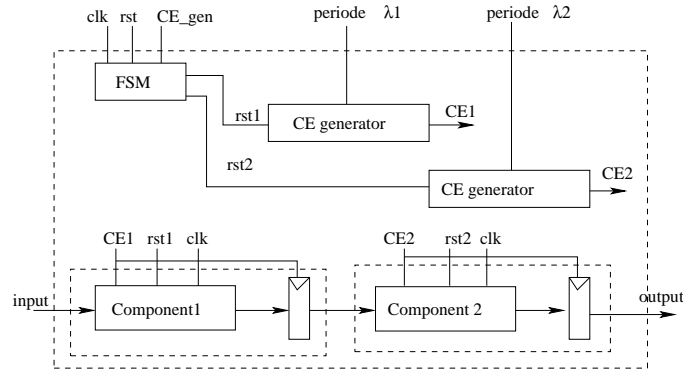 clk rst CE_gen
periode λ1
periode λ2
FSM
rst1
CE generator
CE1
rst2
CE generator
CE2
CE1 rst1 clk
CE2 rst2 clk
input
Component1
Component 2
output